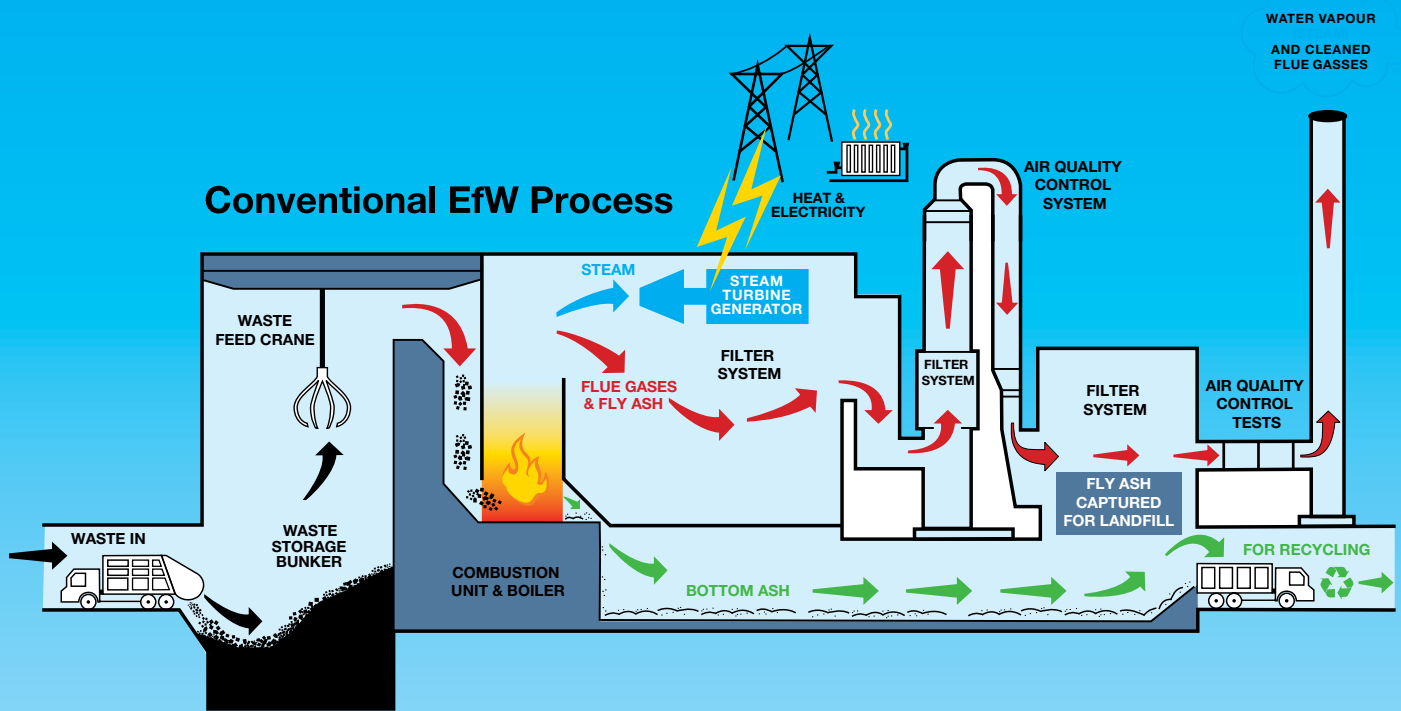 WATER VAPOUR
AND CLEANED
FLUE GASSES
Conventional EfW Process
HEAT &
ELECTRICITY
AIR QUALITY
CONTROL
SYSTEM
STEAM
STEAM
TURBINE
GENERATOR
WASTE
FEED CRANE
FILTER
SYSTEM
FLUE GASES
& FLY ASH
FILTER
SYSTEM
FILTER
SYSTEM
AIR QUALITY
CONTROL
TESTS
FLY ASH
CAPTURED
FOR LANDFILL
WASTE IN
WASTE
STORAGE
BUNKER
COMBUSTION
UNIT & BOILER
BOTTOM ASH
FOR RECYCLING